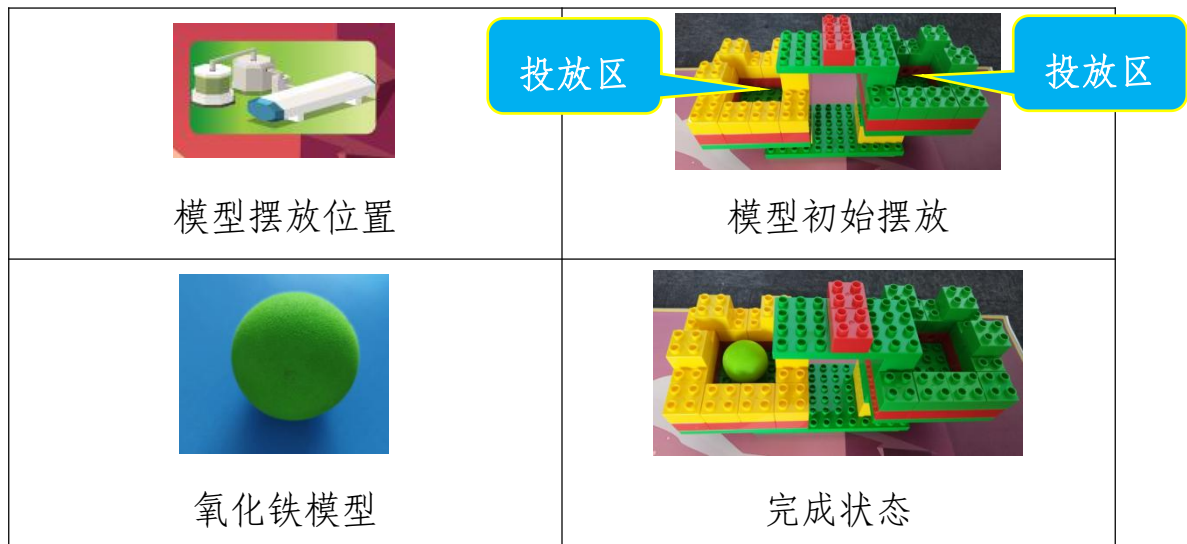 投放区
投放区
模型摆放位置
模型初始摆放
氧化铁模型
完成状态